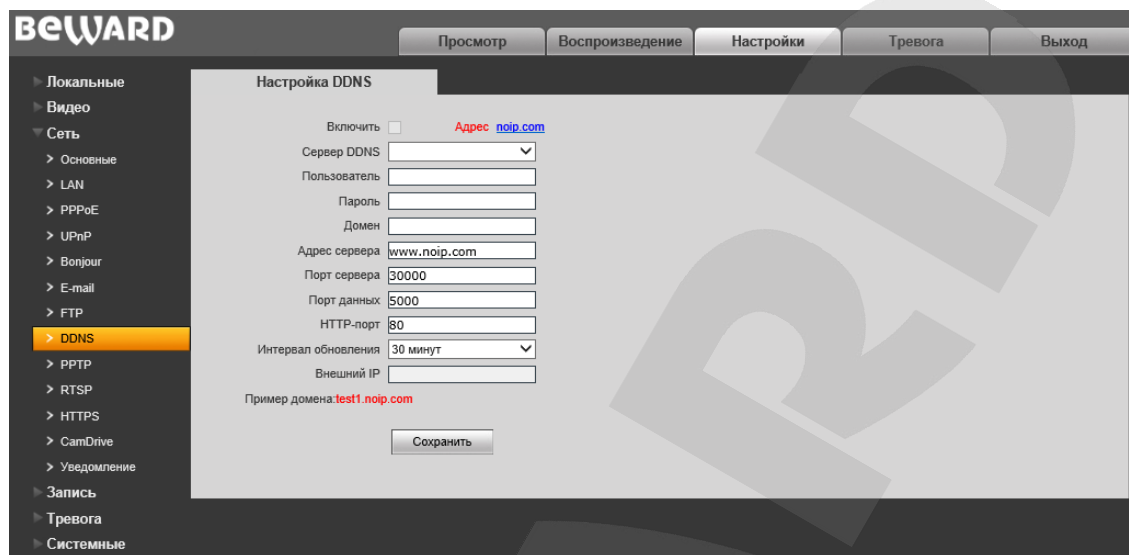 BEWARD
Просмотр
Воспроизведение
Настройки
Тревога
Выход
Локальные
Видео
Сеть
Основные
LAN
PPPoE
UPnP
Bonjour
E-mail
FTP
DDNS
PPTP
RTSP
HTTPS
CamDrive
Уведомление
Запись
Тревога
Системные
Настройка DDNS
Включить Адрес noip.com
Сервер DDNS
Пользователь
Пароль
Домен
Адрес сервера www.noip.com
Порт сервера 30000
Порт данных 5000
HTTP-порт 80
Интервал обновления 30 минут
Внешний IP
Пример домена:test1.noip.com
Сохранить